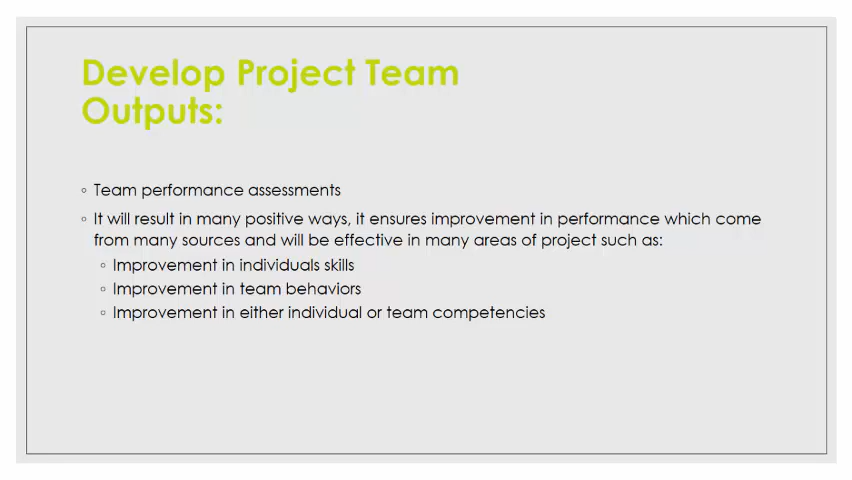 Develop Project Team
Outputs:
◦ Team performance assessments
◦ It will result in many positive ways, it ensures improvement in performance which come
from many sources and will be effective in many areas of project such as:
◦ Improvement in individuals skills
◦ Improvement in team behaviors
◦ Improvement in either individual or team competencies